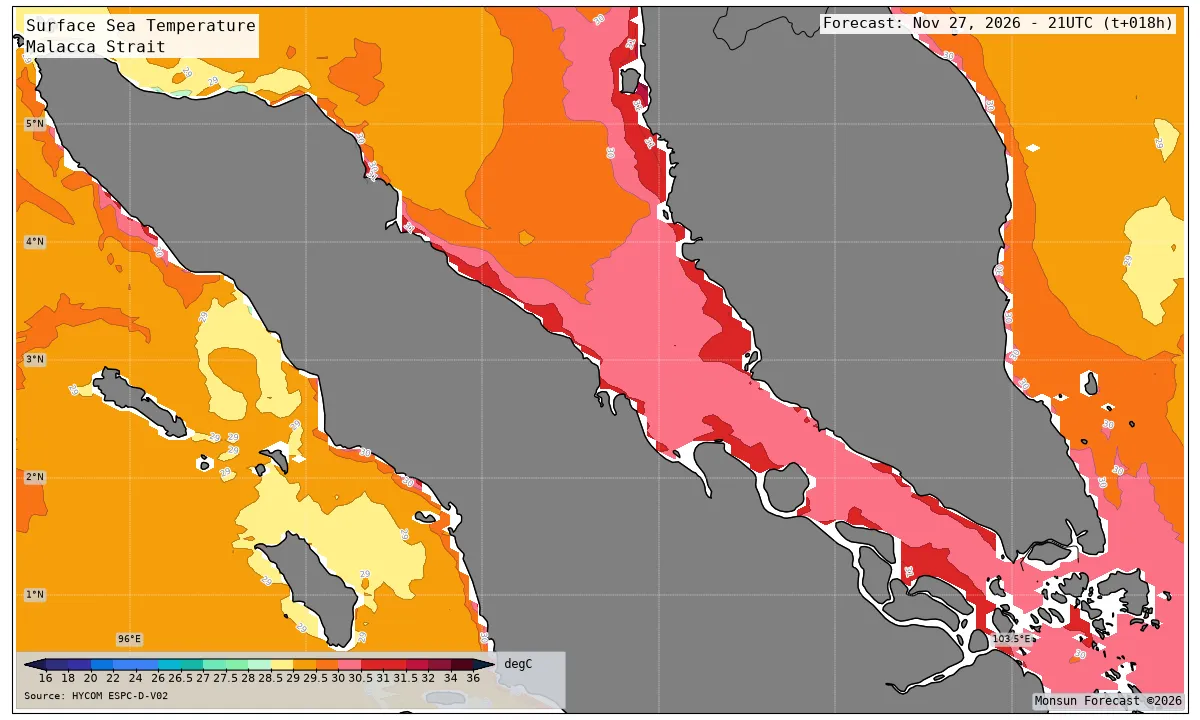 Surface Sea Temperature
Malacca Strait
Forecast: Nov 27, 2026 - 21UTC (t+018h)
5°N
4°N
3°N
2°N
1°N
96°E
103.5°E
degC
16 18 20 22 24 26 26.5 27 27.5 28 28.5 29 29.5 30 30.5 31 31.5 32 34 36
Source: HYCOM ESPC-D-V02
Monsun Forecast ©2026